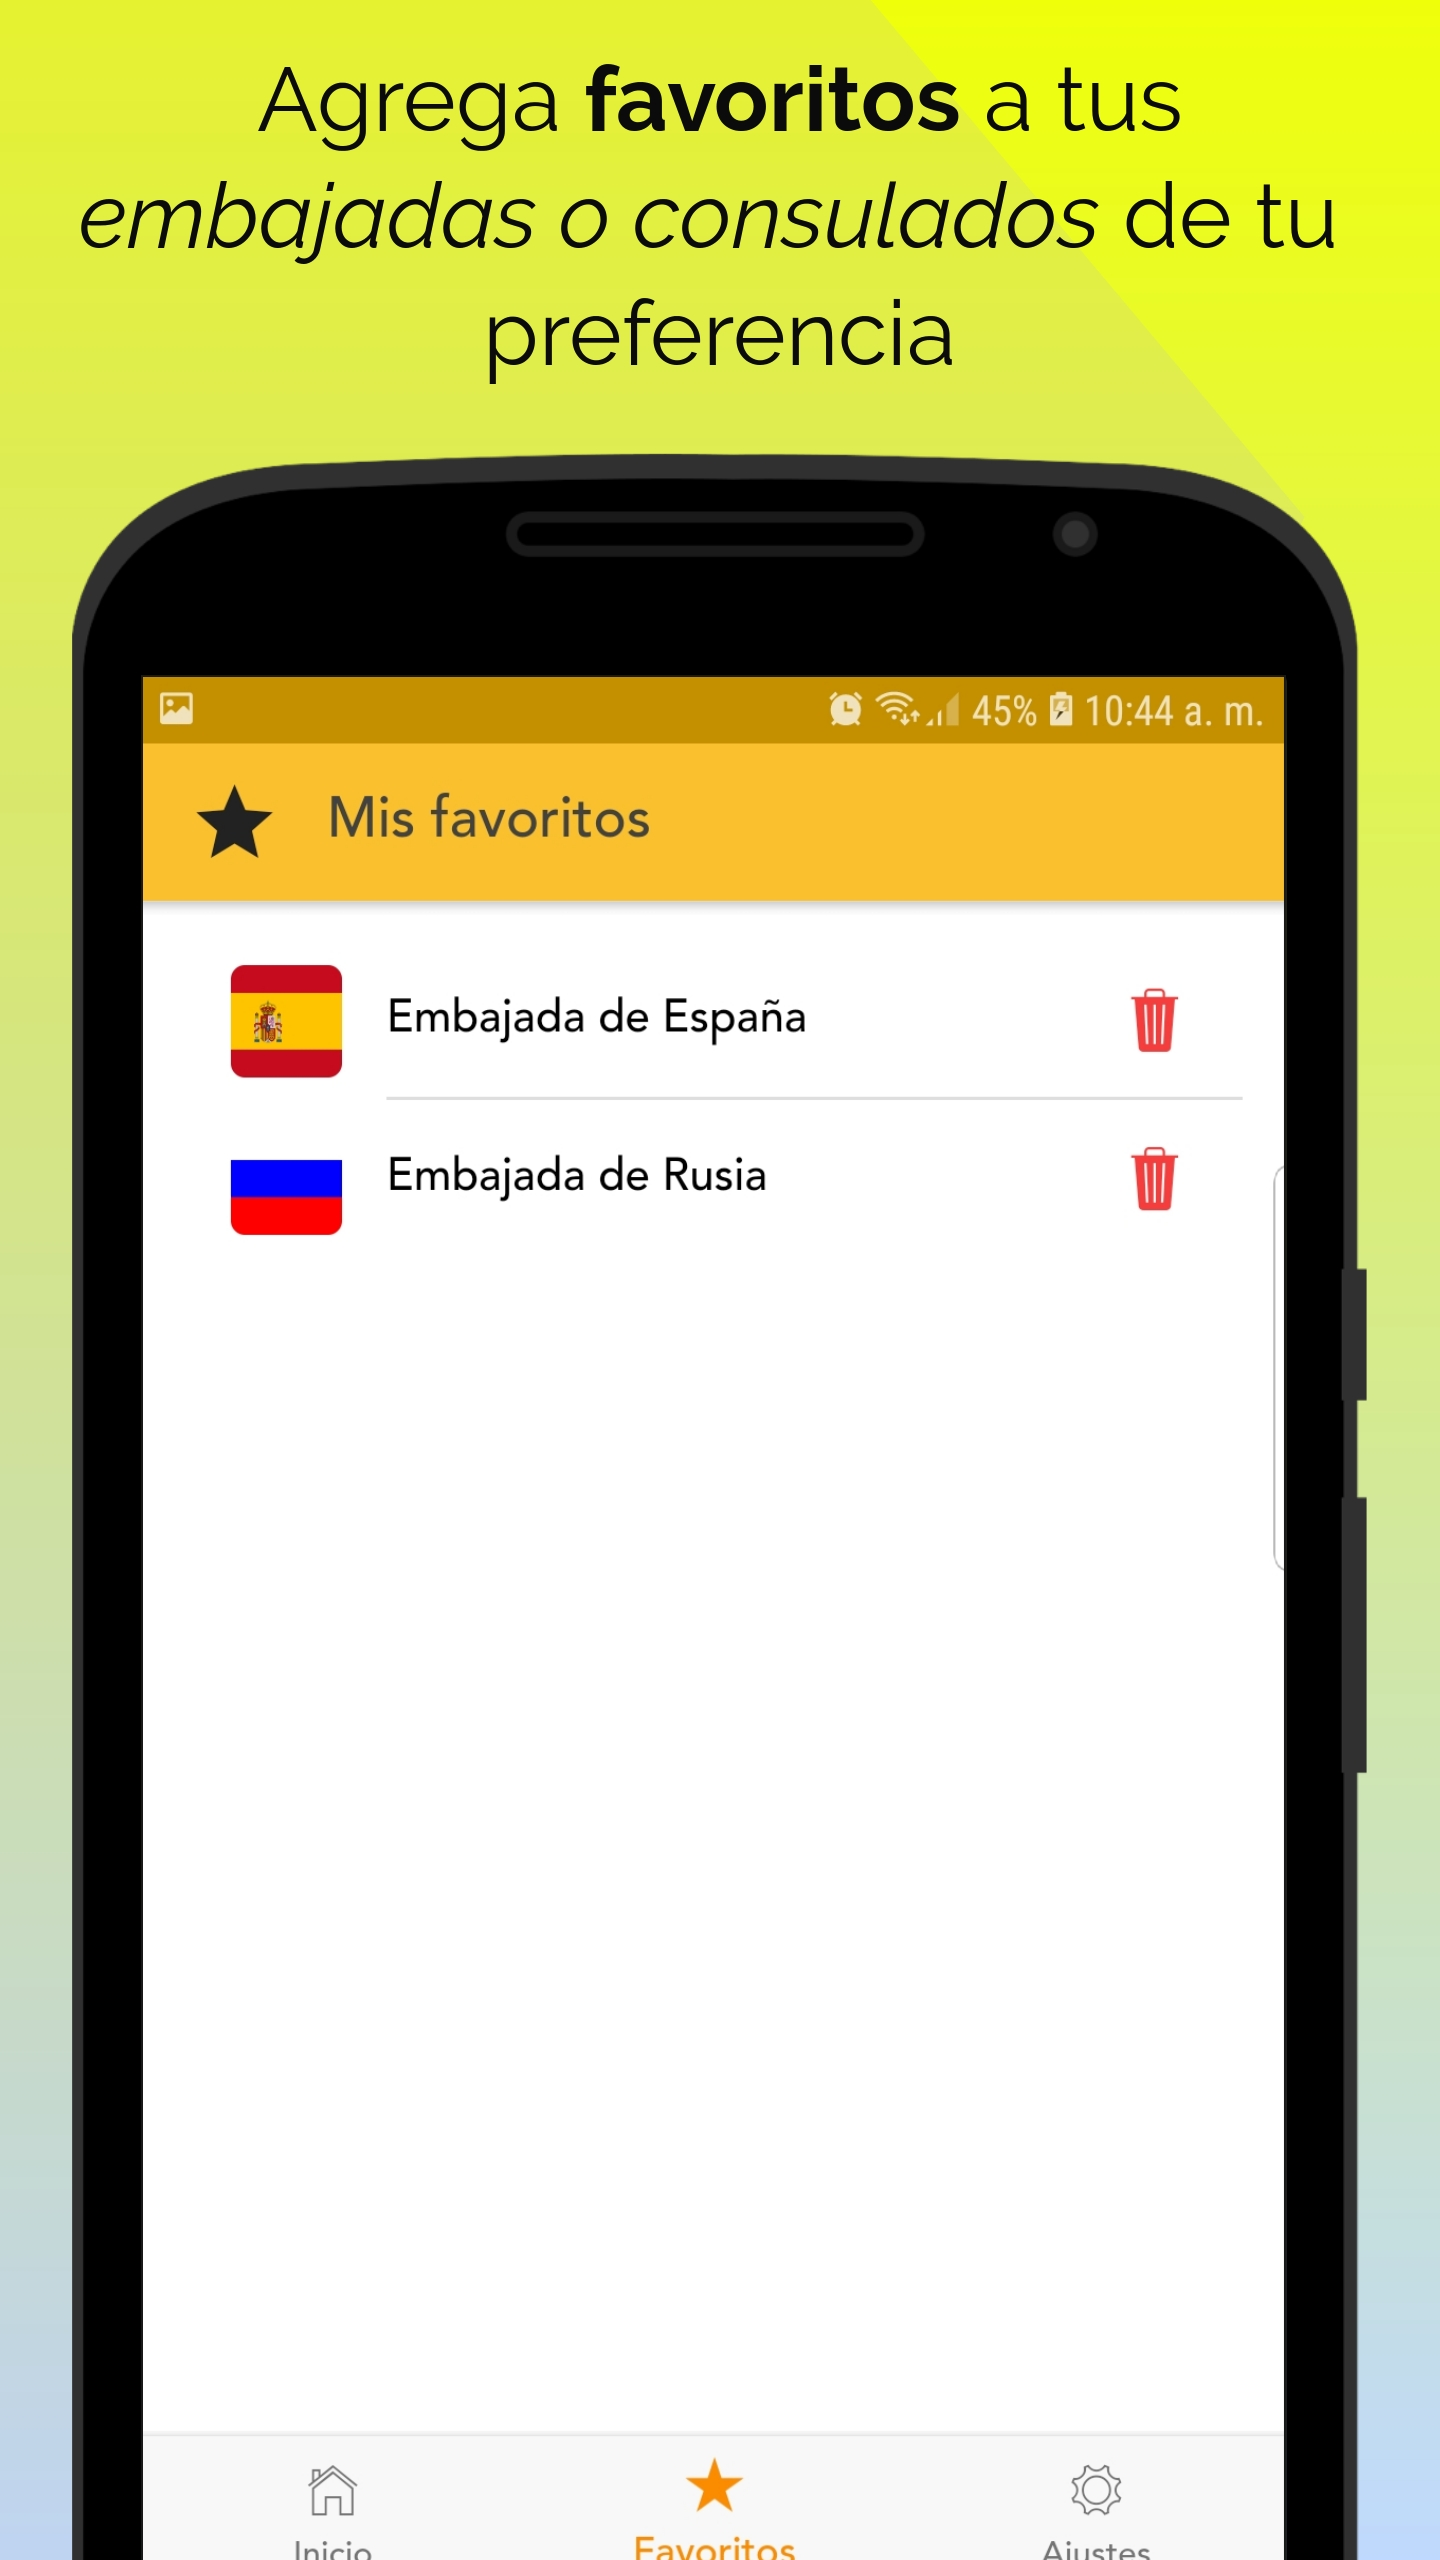 Agrega favoritos a tus
embajadas o consulados de tu
preferencia
45% 10:44 a. m.
Mis favoritos
Embajada de España
Embajada de Rusia
Inicio Favoritos Ajustes